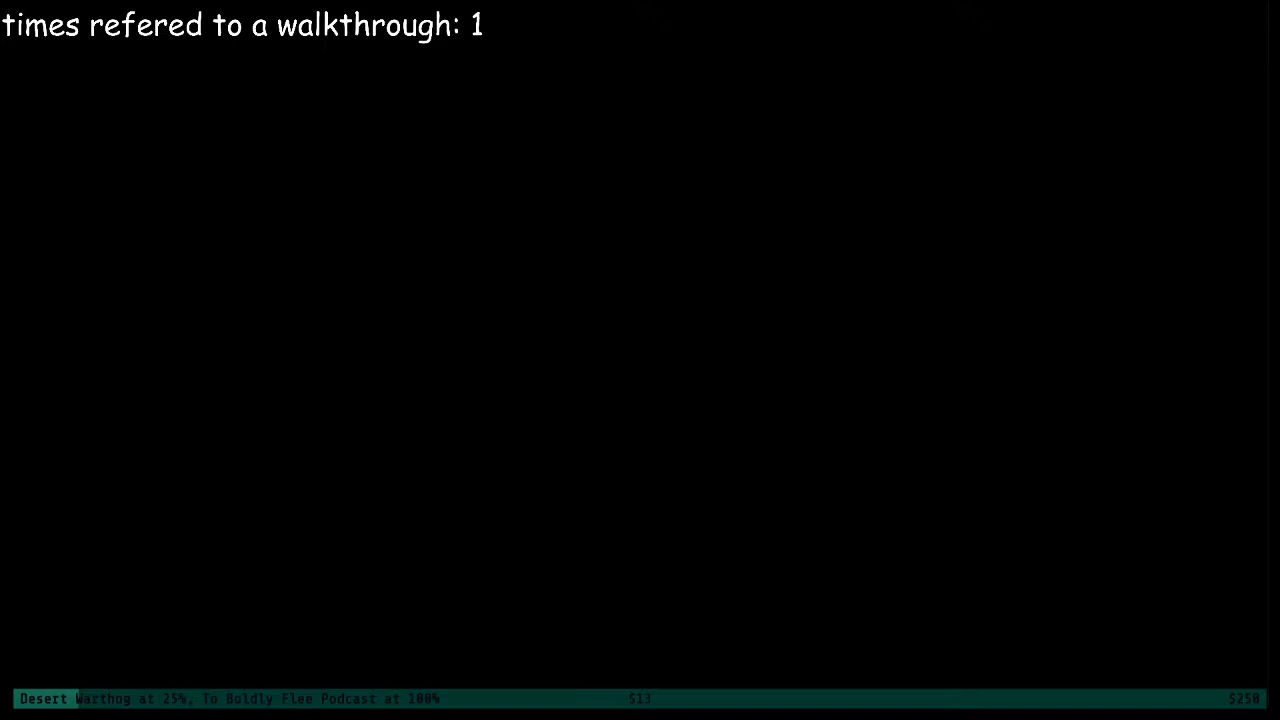 times refered to a walkthrough: 1
Desert Warthog at 25%, To Boldly Flee Podcast at 100% $13 $250